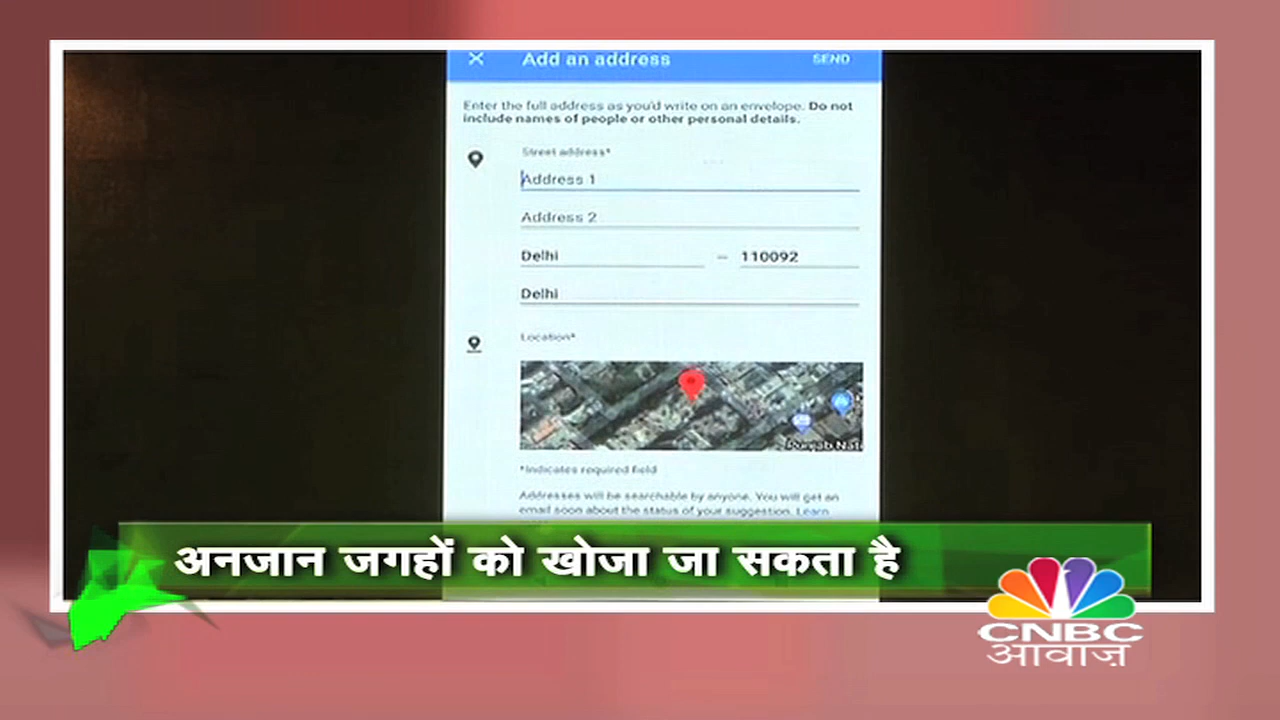 Add an address
SEND
Enter the full address as you'd write on an envelope. Do not
include names of people or other personal details.
Street address*
Address 1
Address 2
Delhi – 110092
Delhi
Location*
Punjab Nati
*Indicates required field
Addresses will be searchable by anyone. You will get an
email soon about the status of your suggestion. Learn
अनजान जगहों को खोजा जा सकता है
CNBC
आवाज़